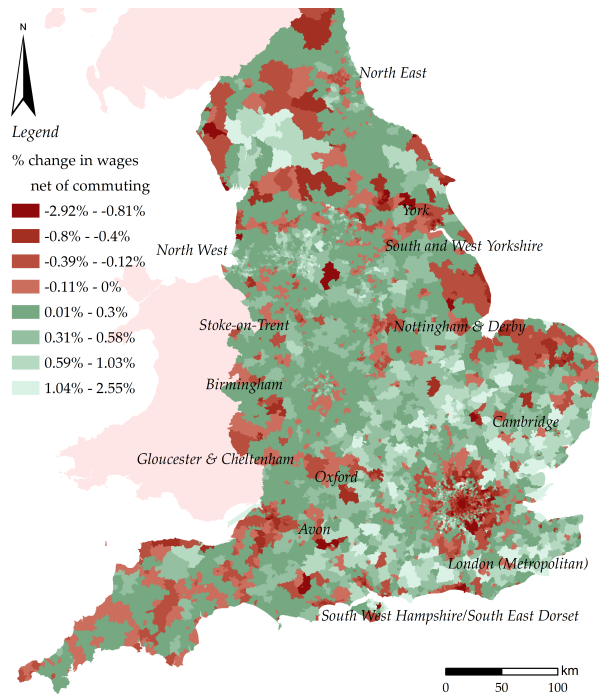 N
North East
Legend
% change in wages
net of commuting
-2.92% - -0.81%
-0.8% - -0.4%
-0.39% - -0.12%
-0.11% - 0%
0.01% - 0.3%
0.31% - 0.58%
0.59% - 1.03%
1.04% - 2.55%
York
North West
South and West Yorkshire
Stoke-on-Trent
Nottingham & Derby
Birmingham
Cambridge
Gloucester & Cheltenham
Oxford
Avon
London (Metropolitan)
South West Hampshire/South East Dorset
km
0 50 100